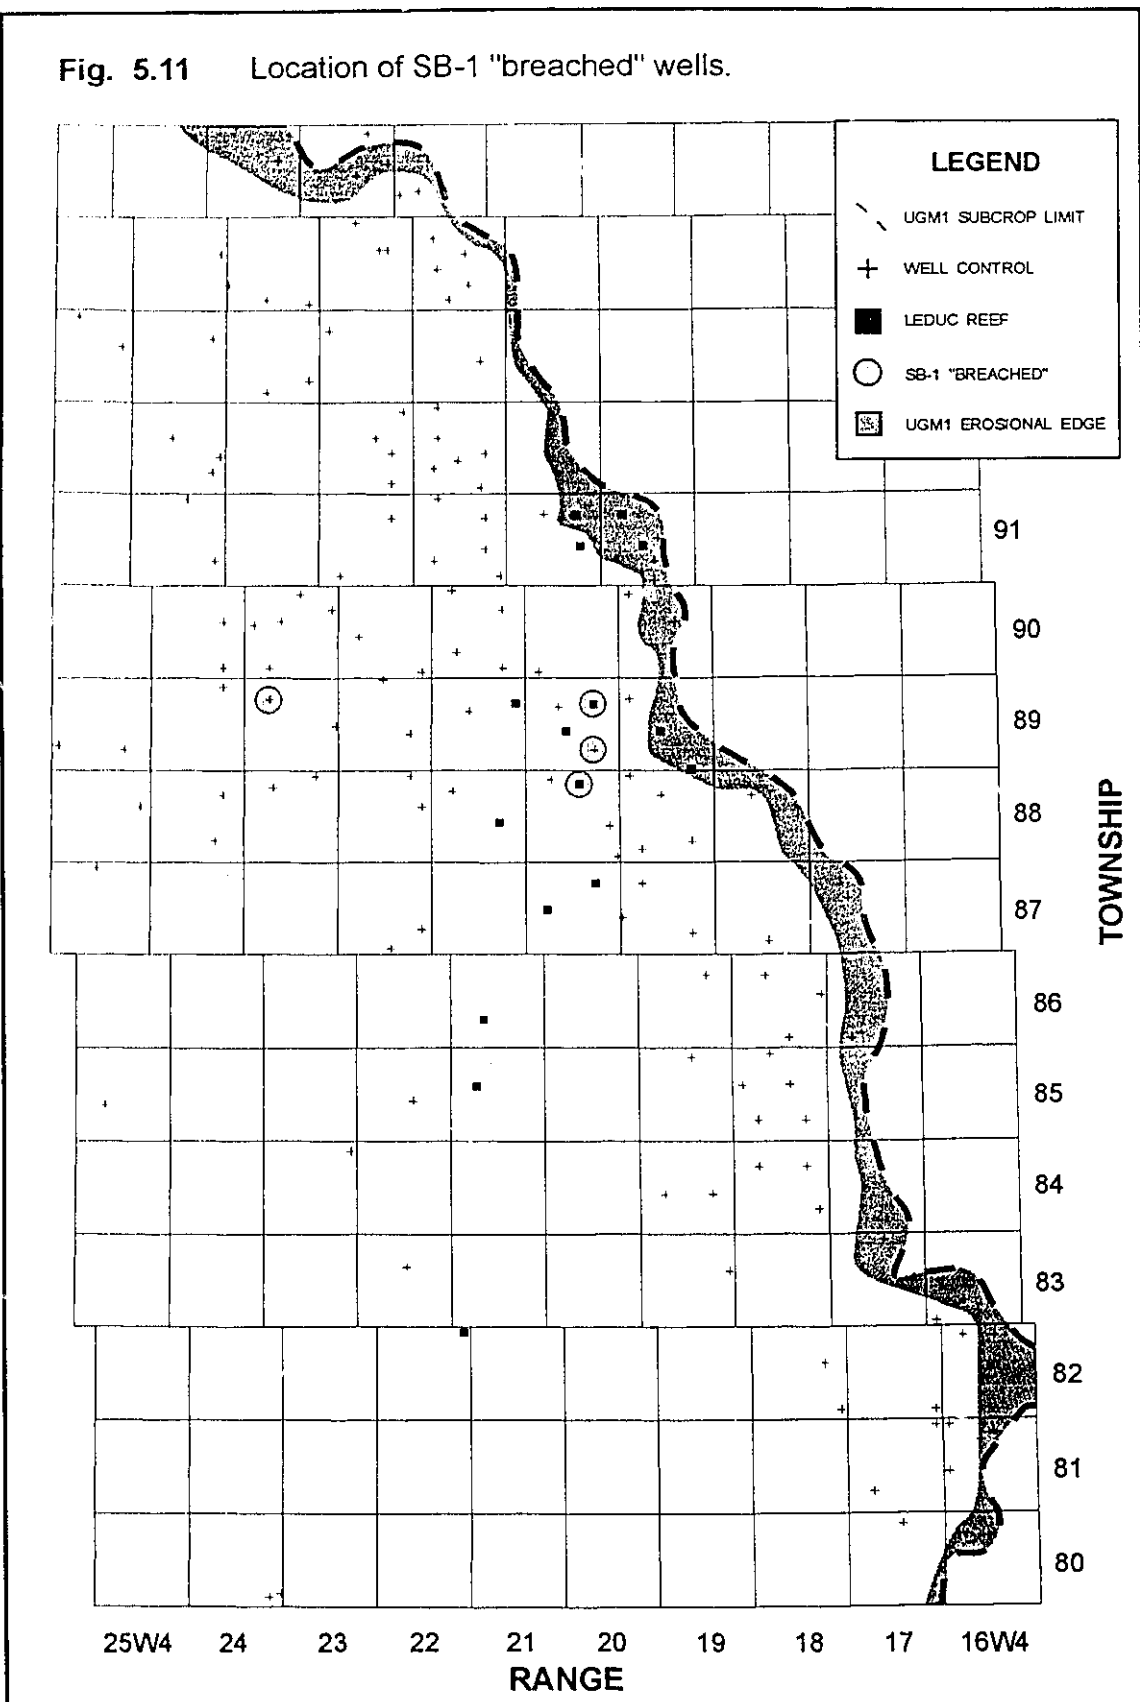 Fig. 5.11 Location of SB-1 "breached" wells.
LEGEND
UGM1 SUBCROP LIMIT
WELL CONTROL
LEDUC REEF
SB-1 "BREACHED"
UGM1 EROSIONAL EDGE
91
90
89
88
87
86
85
84
83
82
81
80
TOWNSHIP
25W4 24 23 22 21 20 19 18 17 16W4
RANGE